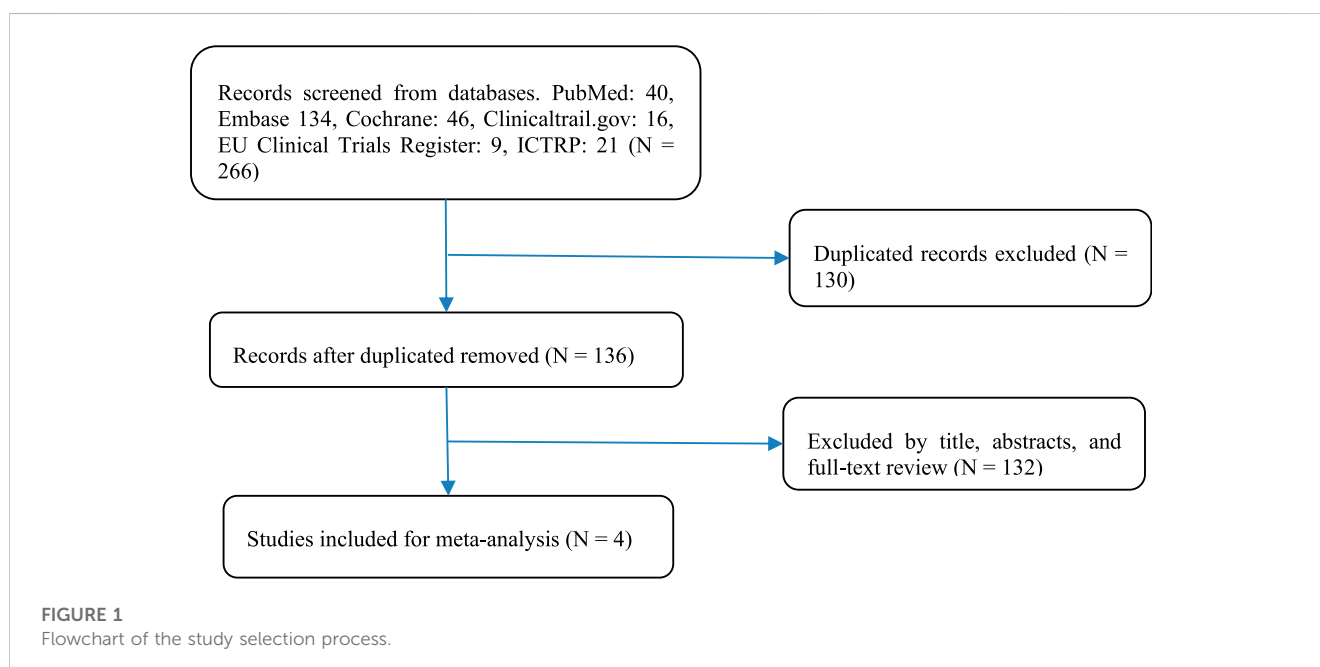 Records screened from databases. PubMed: 40,
Embase 134, Cochrane: 46, Clinicaltrail.gov: 16,
EU Clinical Trials Register: 9, ICTRP: 21 (N =
266)
Duplicated records excluded (N =
130)
Records after duplicated removed (N = 136)
Excluded by title, abstracts, and
full-text review (N = 132)
Studies included for meta-analysis (N = 4)
FIGURE 1
Flowchart of the study selection process.